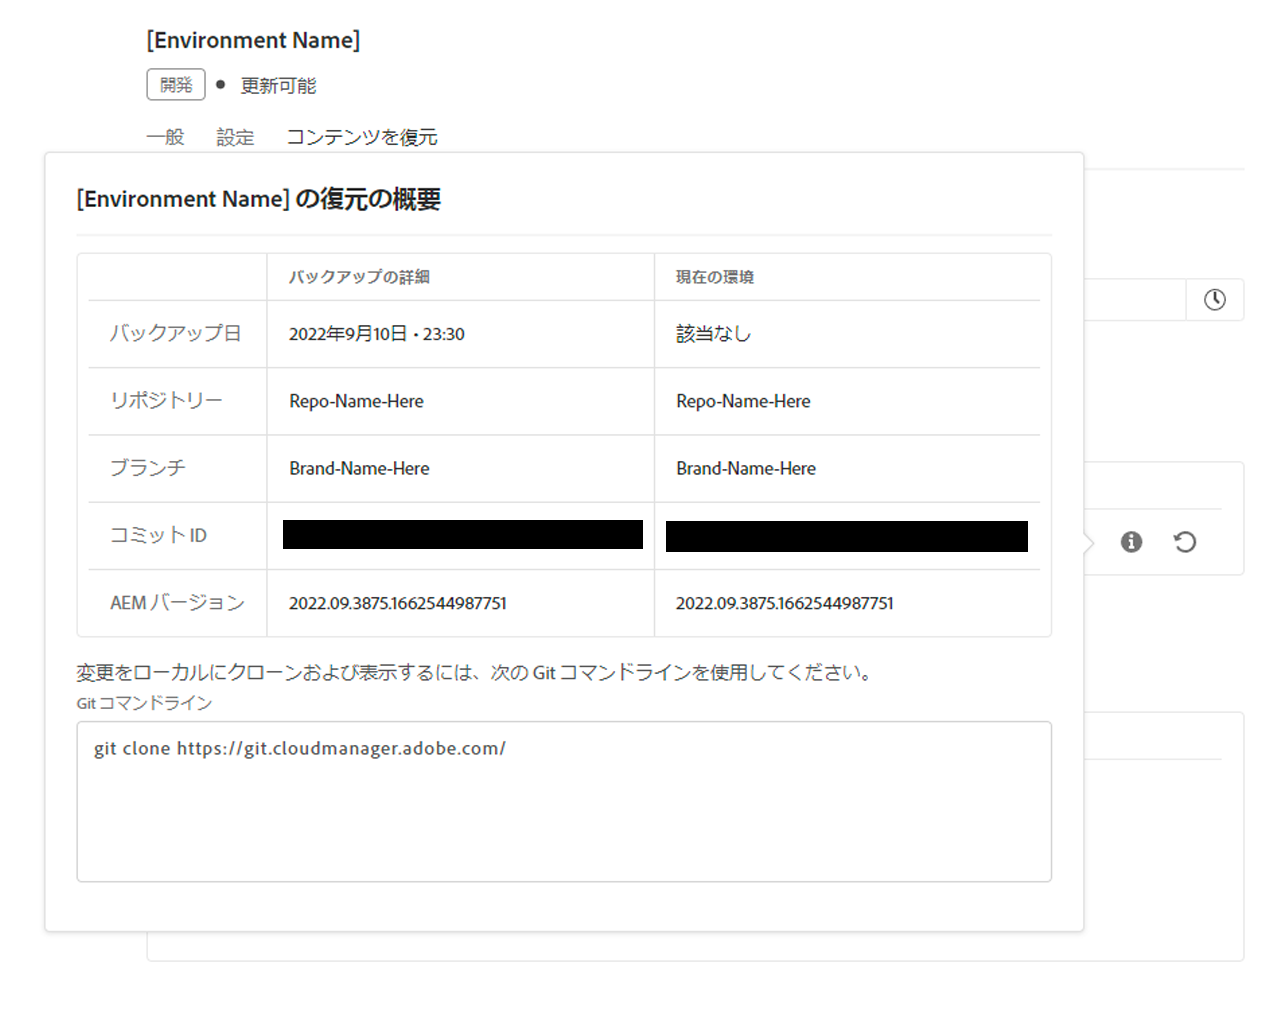 [Environment Name]
開発 • 更新可能
一般 設定 コンテンツを復元
[Environment Name] の復元の概要
バックアップの詳細 現在の環境
バックアップ日 2022年9月10日・23:30 該当なし
リポジトリー Repo-Name-Here Repo-Name-Here
ブランチ Brand-Name-Here Brand-Name-Here
コミット ID
AEM バージョン 2022.09.3875.1662544987751 2022.09.3875.1662544987751
変更をローカルにクローンおよび表示するには、次の Git コマンドラインを使用してください。
Git コマンドライン
git clone https://git.cloudmanager.adobe.com/